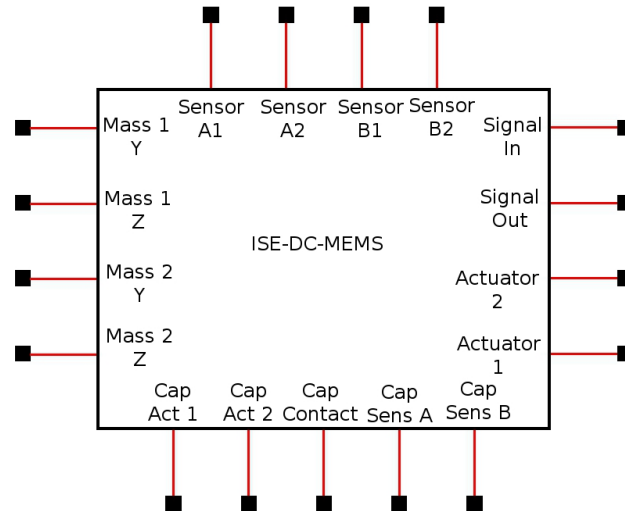 Sensor A1
Sensor A2
Sensor B1
Sensor B2
Mass 1 Y
Mass 1 Z
Mass 2 Y
Mass 2 Z
ISE-DC-MEMS
Signal In
Signal Out
Actuator 2
Actuator 1
Cap Act 1
Cap Act 2
Cap Contact
Cap Sens A
Cap Sens B